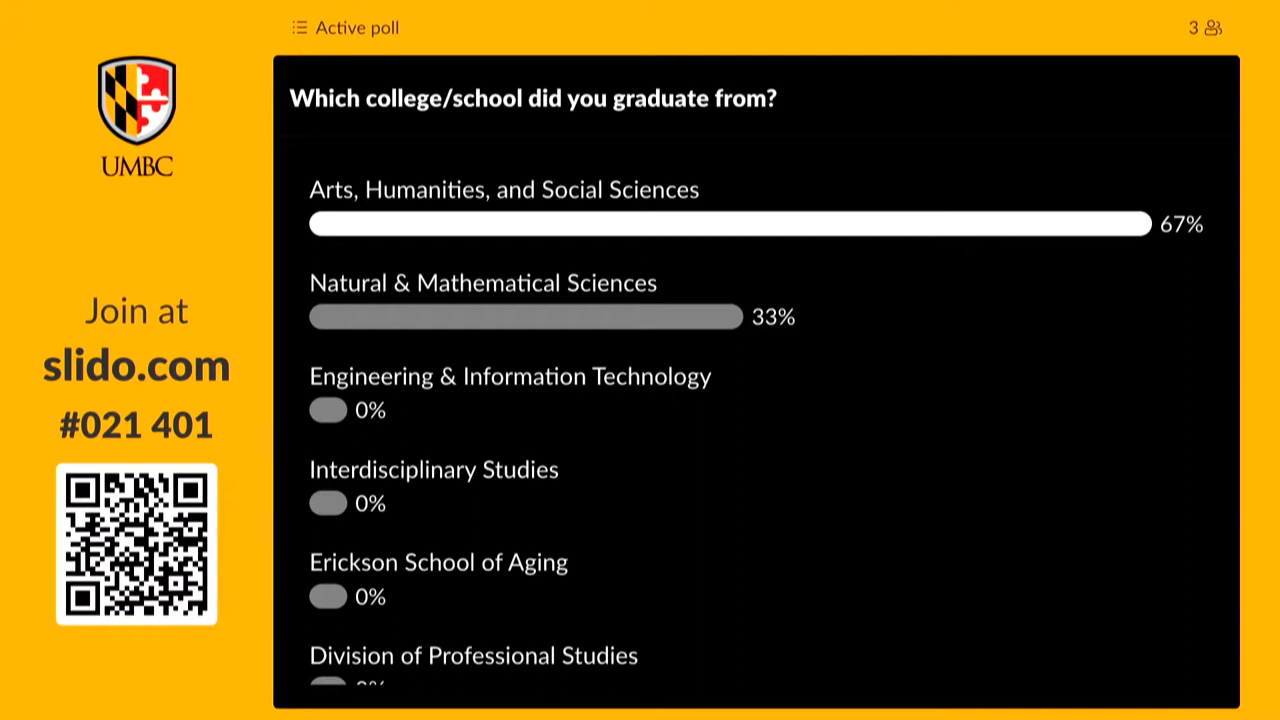 Active poll
3
UMBC
Which college/school did you graduate from?
Arts, Humanities, and Social Sciences
67%
Natural & Mathematical Sciences
33%
Join at
slido.com
#021 401
Engineering & Information Technology
0%
Interdisciplinary Studies
0%
Erickson School of Aging
0%
Division of Professional Studies